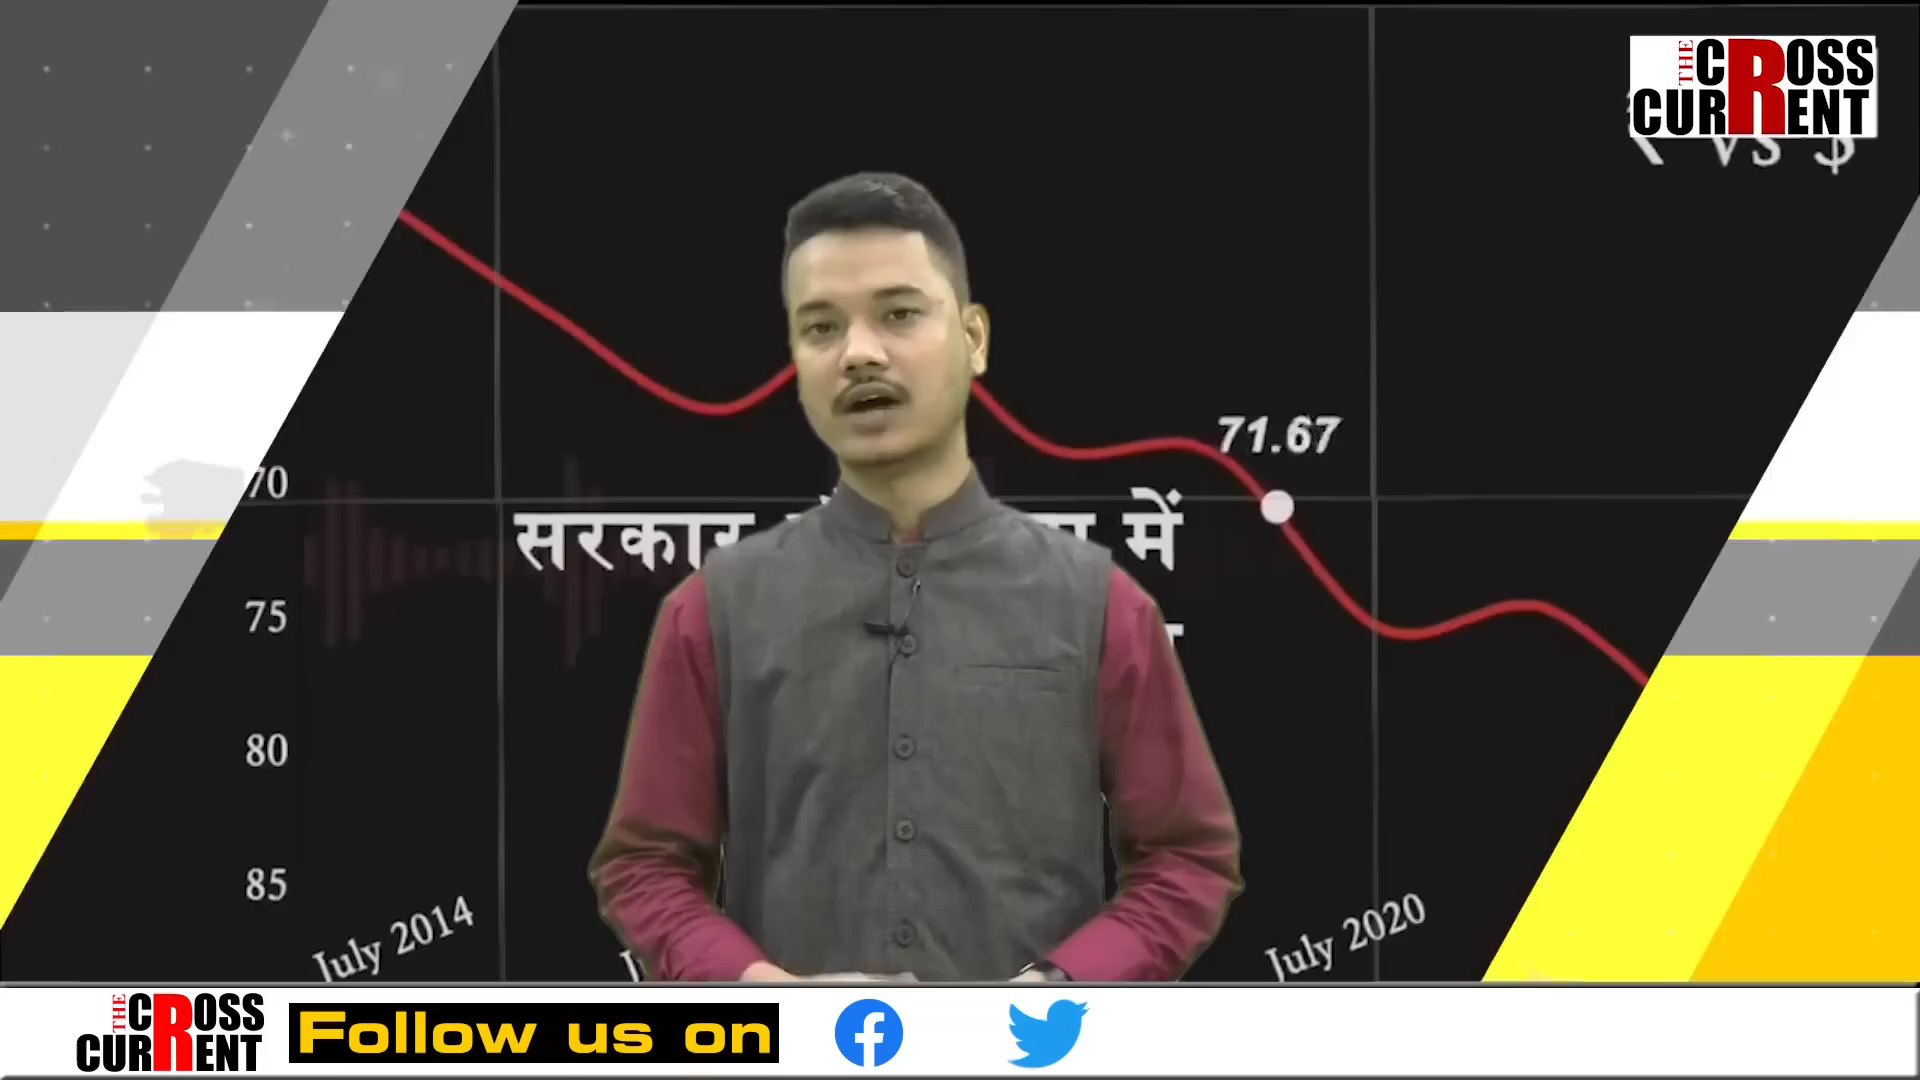 THE CROSS
CURRENT
VS $
71.67
70
सरकार में
75
80
85
July 2014
July 2020
THE CROSS
CURRENT
Follow us on